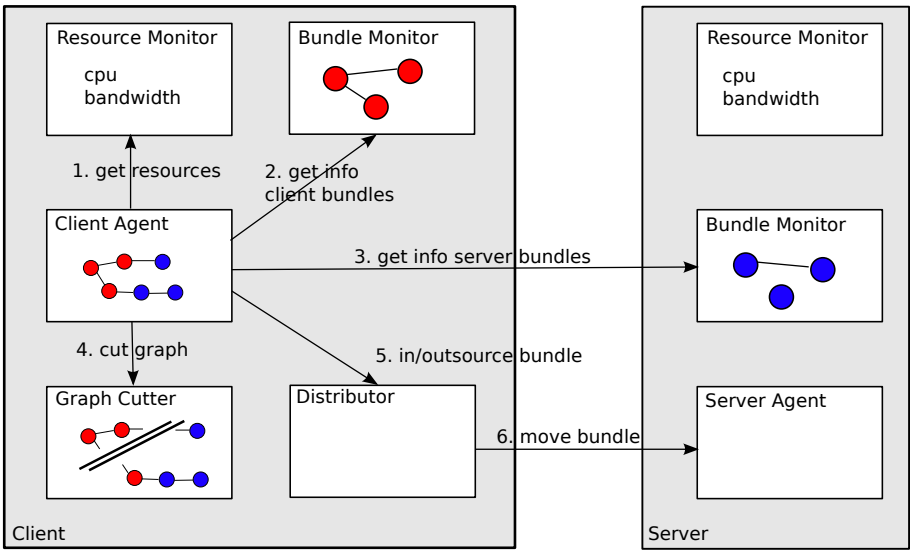 Resource Monitor
cpu
bandwidth
Bundle Monitor
Resource Monitor
cpu
bandwidth
1. get resources
2. get info
client bundles
Client Agent
Bundle Monitor
3. get info server bundles
4. cut graph
5. in/outsource bundle
Graph Cutter
Distributor
Server Agent
6. move bundle
Client
Server